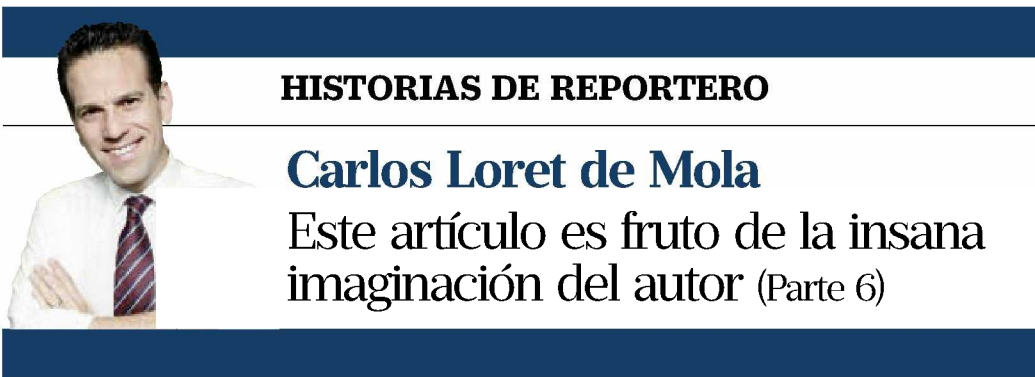 HISTORIAS DE REPORTERO
Carlos Loret de Mola
Este artículo es fruto de la insana
imaginación del autor (Parte 6)